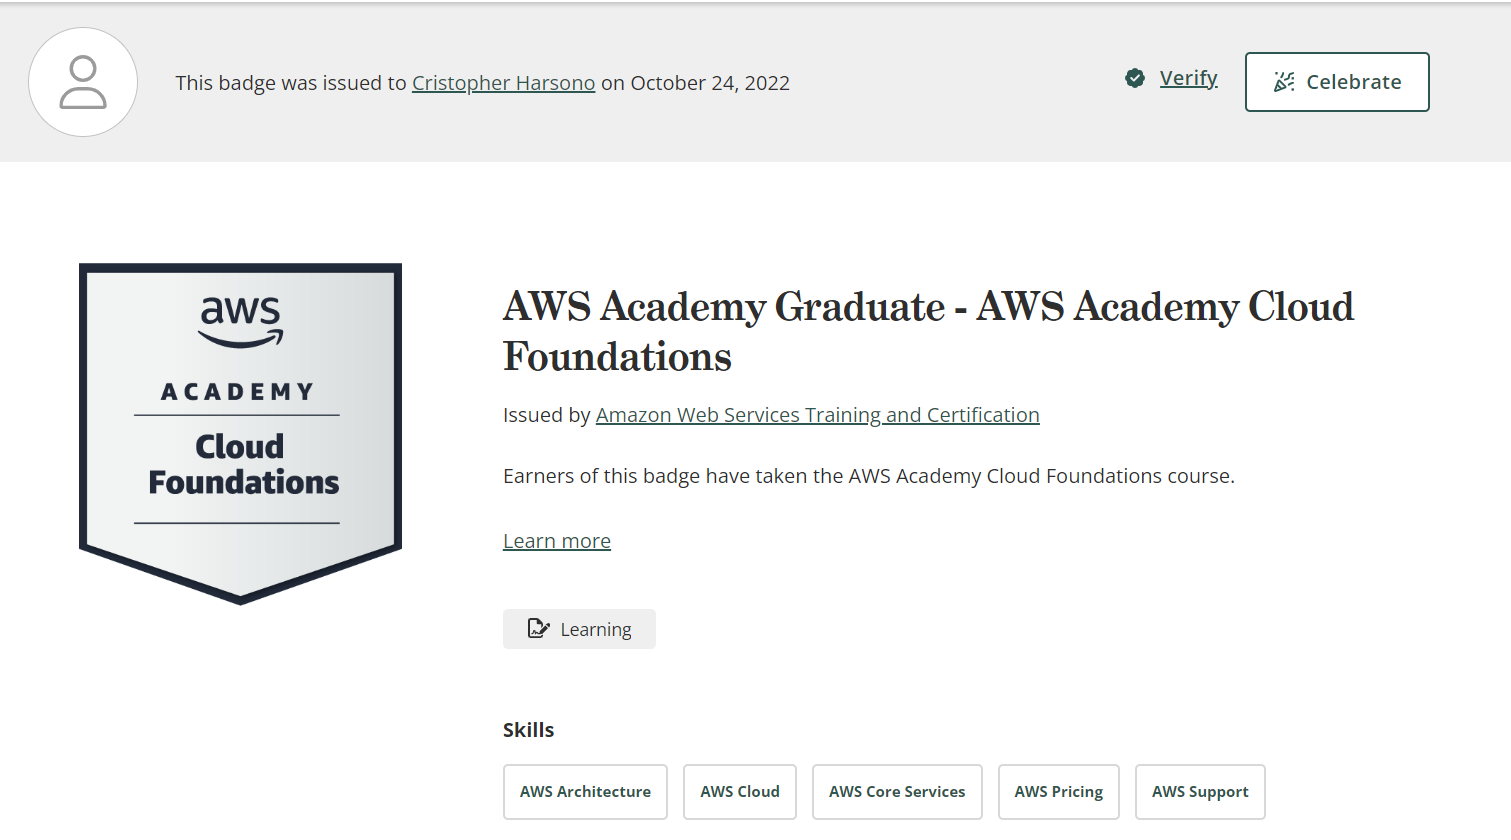 This badge was issued to Cristopher Harsono on October 24, 2022
Verify
Celebrate
aws
ACADEMY
Cloud
Foundations
AWS Academy Graduate - AWS Academy Cloud
Foundations
Issued by Amazon Web Services Training and Certification
Earners of this badge have taken the AWS Academy Cloud Foundations course.
Learn more
Learning
Skills
AWS Architecture
AWS Cloud
AWS Core Services
AWS Pricing
AWS Support